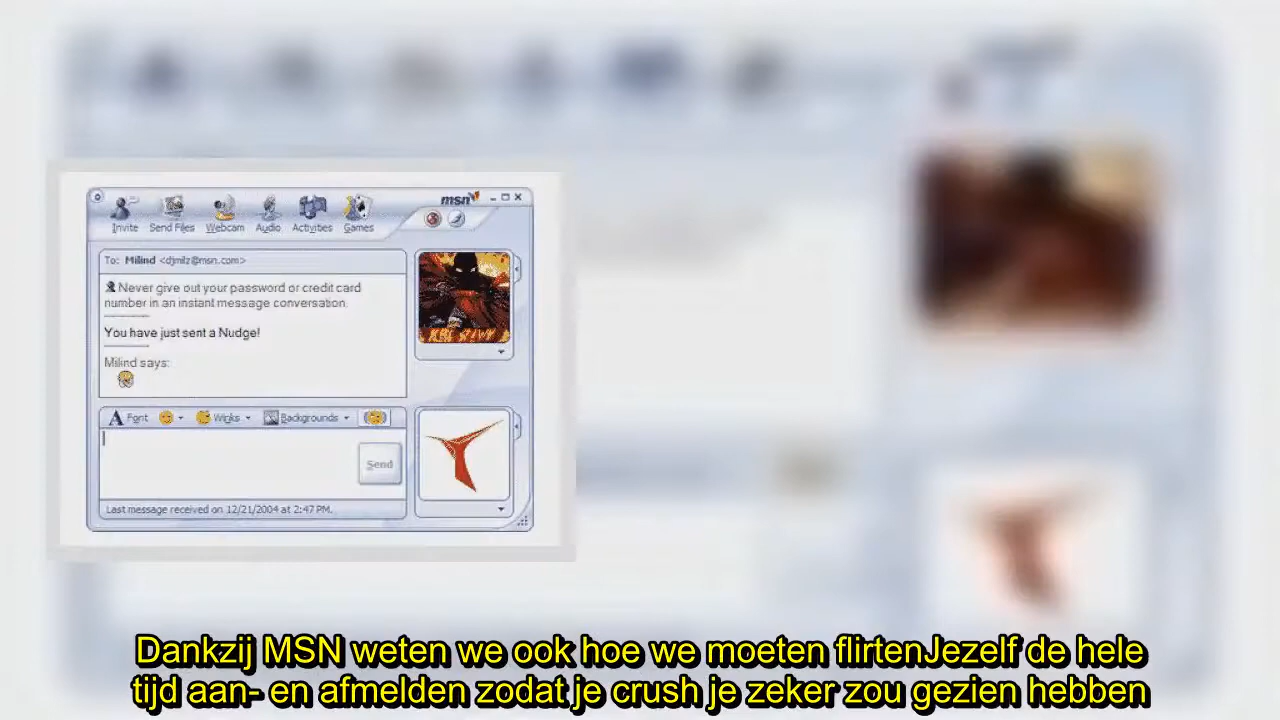 msn
Invite Send Files Webcam Audio Activities Games
To: Milind <djmilz@msn.com>
Never give out your password or credit card
number in an instant message conversation.
You have just sent a Nudge!
Milind says:
Font Winks Backgrounds
Send
Last message received on 12/21/2004 at 2:47 PM.
Dankzij MSN weten we ook hoe we moeten flirtenJezelf de hele
tijd aan- en afmelden zodat je crush je zeker zou gezien hebben